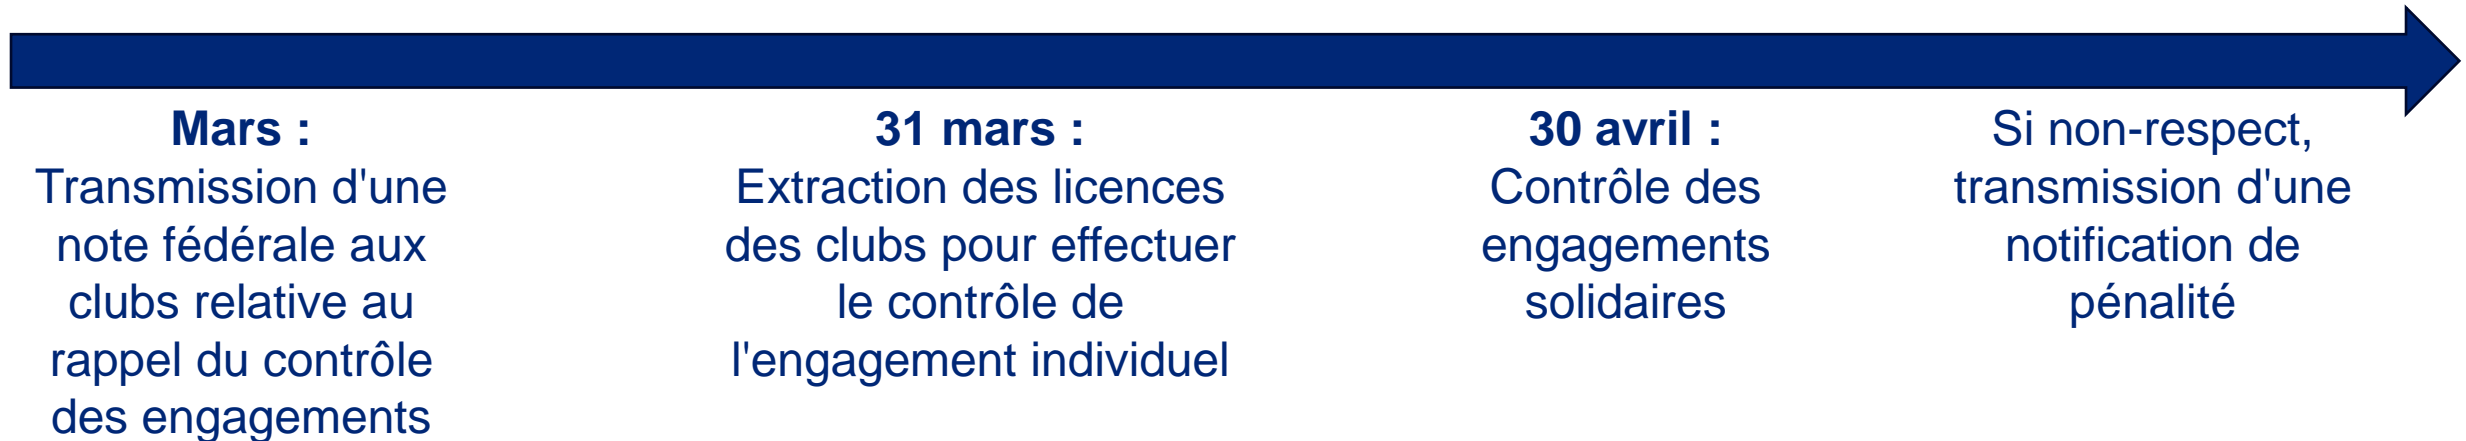 Mars :
Transmission d'une
note fédérale aux
clubs relative au
rappel du contrôle
des engagements
31 mars :
Extraction des licences
des clubs pour effectuer
le contrôle de
l'engagement individuel
30 avril :
Contrôle des
engagements
solidaires
Si non-respect,
transmission d'une
notification de
pénalité